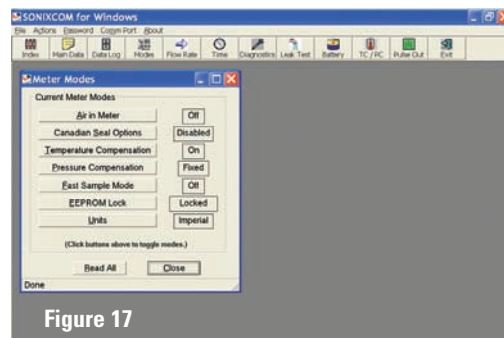 SONIXCOM for Windows
File Actions Password Comm Port About
Index Main Data Data Log Modes Flow Rate Time Diagnostics Leak Test Battery TC / PC Pulse Out Exit
Meter Modes
Current Meter Modes
Air in Meter Off
Canadian Seal Options Disabled
Temperature Compensation On
Pressure Compensation Fixed
Fast Sample Mode Off
EEPROM Lock Locked
Units Imperial
(Click buttons above to toggle modes.)
Read All Close
Done
Figure 17